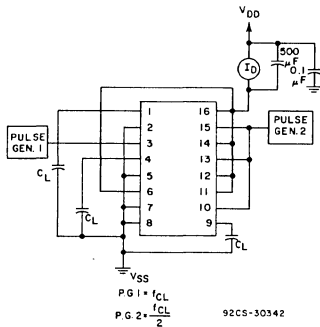 VDD
ID
500
μF
0.1
μF
1 16
2 15
3 14
4 13
5 12
6 11
7 10
8 9
PULSE
GEN. 1
PULSE
GEN. 2
CL
CL
CL
VSS
P.G 1 = fCL
P.G. 2 = fCL
2
92CS-30342